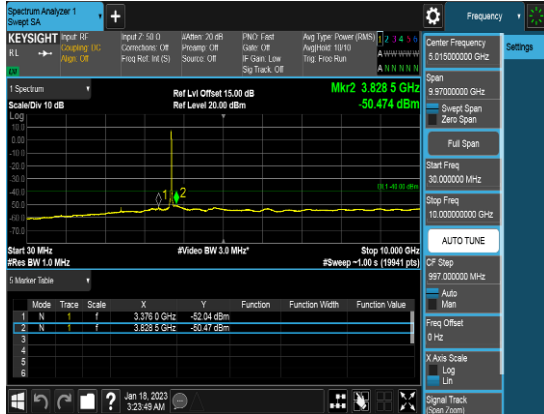 Spectrum Analyzer 1
Swept SA
Frequency
KEYSIGHT Input: RF
Coupling: DC
Align: Off
Input Z: 50 Ω
Corrections: Off
Freq Ref: Int (S)
#Atten: 20 dB
Preamp: Off
Source: Off
PNO: Fast
Gate: Off
IF Gain: Low
Sig Track: Off
Avg Type: Power (RMS)
Avg|Hold: 10/10
Trig: Free Run
1 2 3 4 5 6
A W W W W W
A N N N N N
RL
Center Frequency
5.015000000 GHz
Settings
Span
9.97000000 GHz
Swept Span
Zero Span
Full Span
Start Freq
30.000000 MHz
Stop Freq
10.000000000 GHz
AUTO TUNE
CF Step
997.000000 MHz
Auto
Man
Freq Offset
0 Hz
X Axis Scale
Log
Lin
Signal Track
(Span Zoom)
1 Spectrum
Scale/Div 10 dB
Ref Lvl Offset 15.00 dB
Ref Level 20.00 dBm
Mkr2 3.828 5 GHz
-50.474 dBm
Log
10.0
0.00
-10.0
-20.0
-30.0
-40.0
-50.0
-60.0
-70.0
DL1 -40.00 dBm
1
2
Start 30 MHz
#Res BW 1.0 MHz
#Video BW 3.0 MHz*
Stop 10.000 GHz
#Sweep ~1.00 s (19941 pts)
5 Marker Table
Mode Trace Scale X Y Function Function Width Function Value
1 N 1 f 3.376 0 GHz -52.04 dBm
2 N 1 f 3.828 5 GHz -50.47 dBm
3
4
5
6
Jan 18, 2023
3:23:49 AM